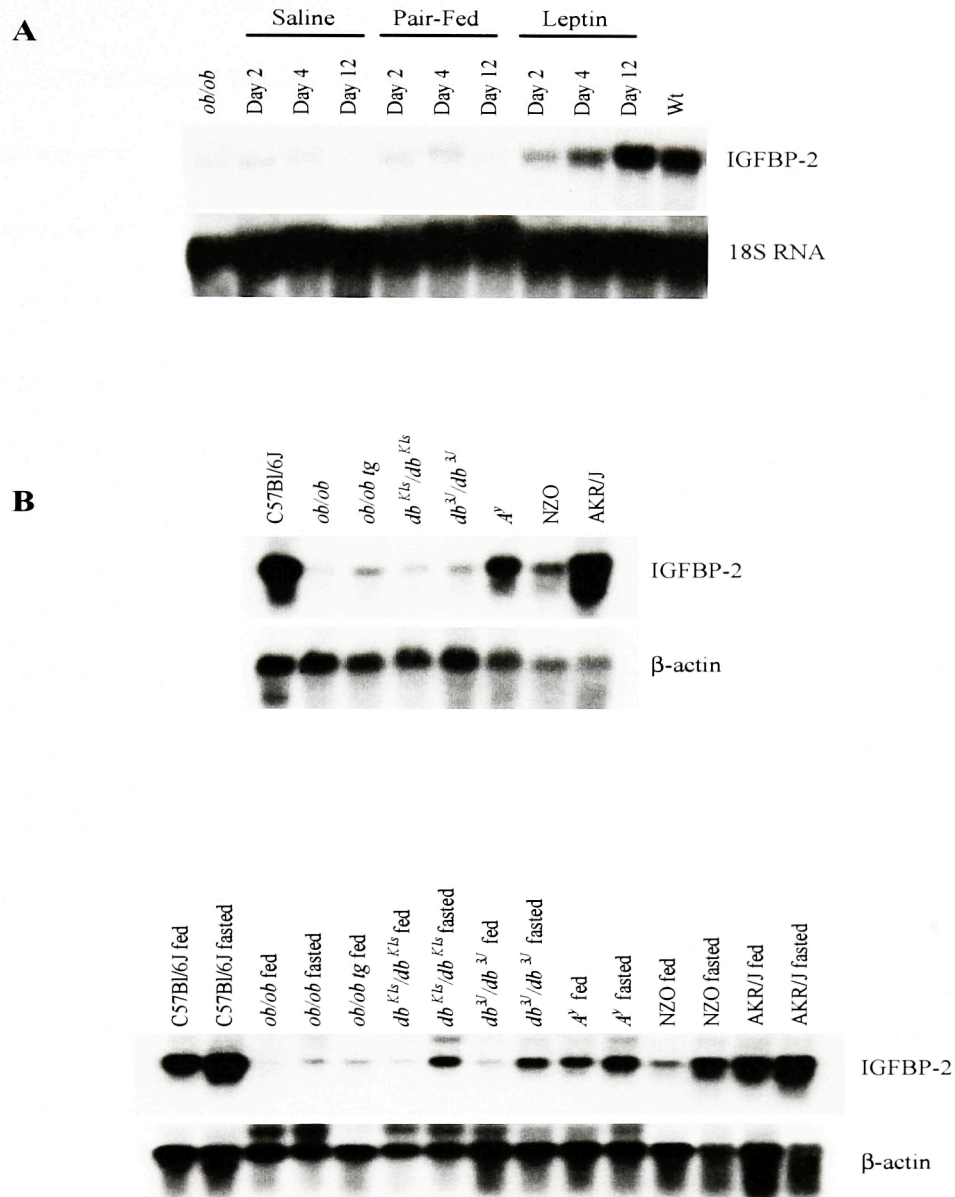 A
Saline Pair-Fed Leptin
ob/ob Day 2 Day 4 Day 12 Day 2 Day 4 Day 12 Day 2 Day 4 Day 12 Wt
IGFBP-2
18S RNA
B
C57Bl/6J ob/ob ob/ob tg db Kls/db Kls db 3J/db 3J Ay NZO AKR/J
IGFBP-2
β-actin
C57Bl/6J fed C57Bl/6J fasted ob/ob fed ob/ob fasted ob/ob tg fed db Kls/db Kls fed db Kls/db Kls fasted db 3J/db 3J fed db 3J/db 3J fasted Ay fed Ay fasted NZO fed NZO fasted AKR/J fed AKR/J fasted
IGFBP-2
β-actin